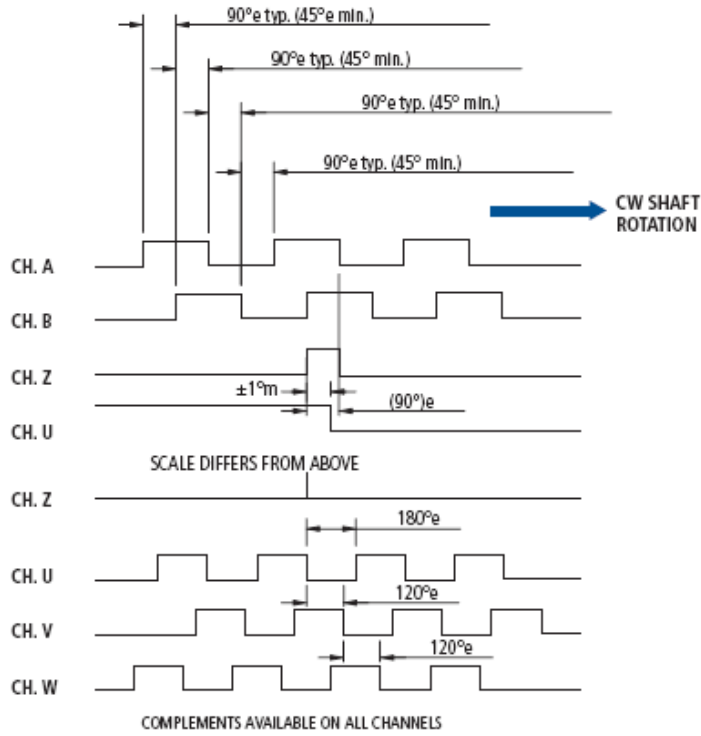 90°e typ. (45°e min.)
90°e typ. (45° min.)
90°e typ. (45° min.)
90°e typ. (45° min.)
CW SHAFT
ROTATION
CH. A
CH. B
CH. Z
±1°m
(90°)e
CH. U
SCALE DIFFERS FROM ABOVE
CH. Z
180°e
CH. U
120°e
CH. V
120°e
CH. W
COMPLEMENTS AVAILABLE ON ALL CHANNELS